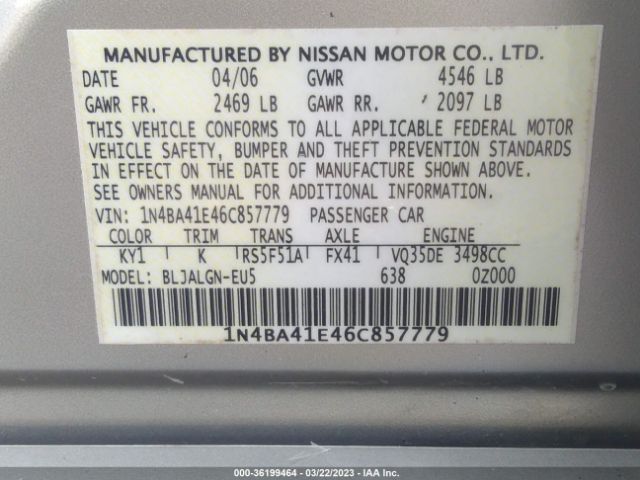 MANUFACTURED BY NISSAN MOTOR CO., LTD.
DATE 04/06 GVWR 4546 LB
GAWR FR. 2469 LB GAWR RR. 2097 LB
THIS VEHICLE CONFORMS TO ALL APPLICABLE FEDERAL MOTOR
VEHICLE SAFETY, BUMPER AND THEFT PREVENTION STANDARDS
IN EFFECT ON THE DATE OF MANUFACTURE SHOWN ABOVE.
SEE OWNERS MANUAL FOR ADDITIONAL INFORMATION.
VIN: 1N4BA41E46C857779 PASSENGER CAR
COLOR TRIM TRANS AXLE ENGINE
KY1 K RS5F51A FX41 VQ35DE 3498CC
MODEL: BLJALGN-EU5 638 0Z000
1N4BA41E46C857779
000-36199464 - 03/22/2023 - IAA Inc.